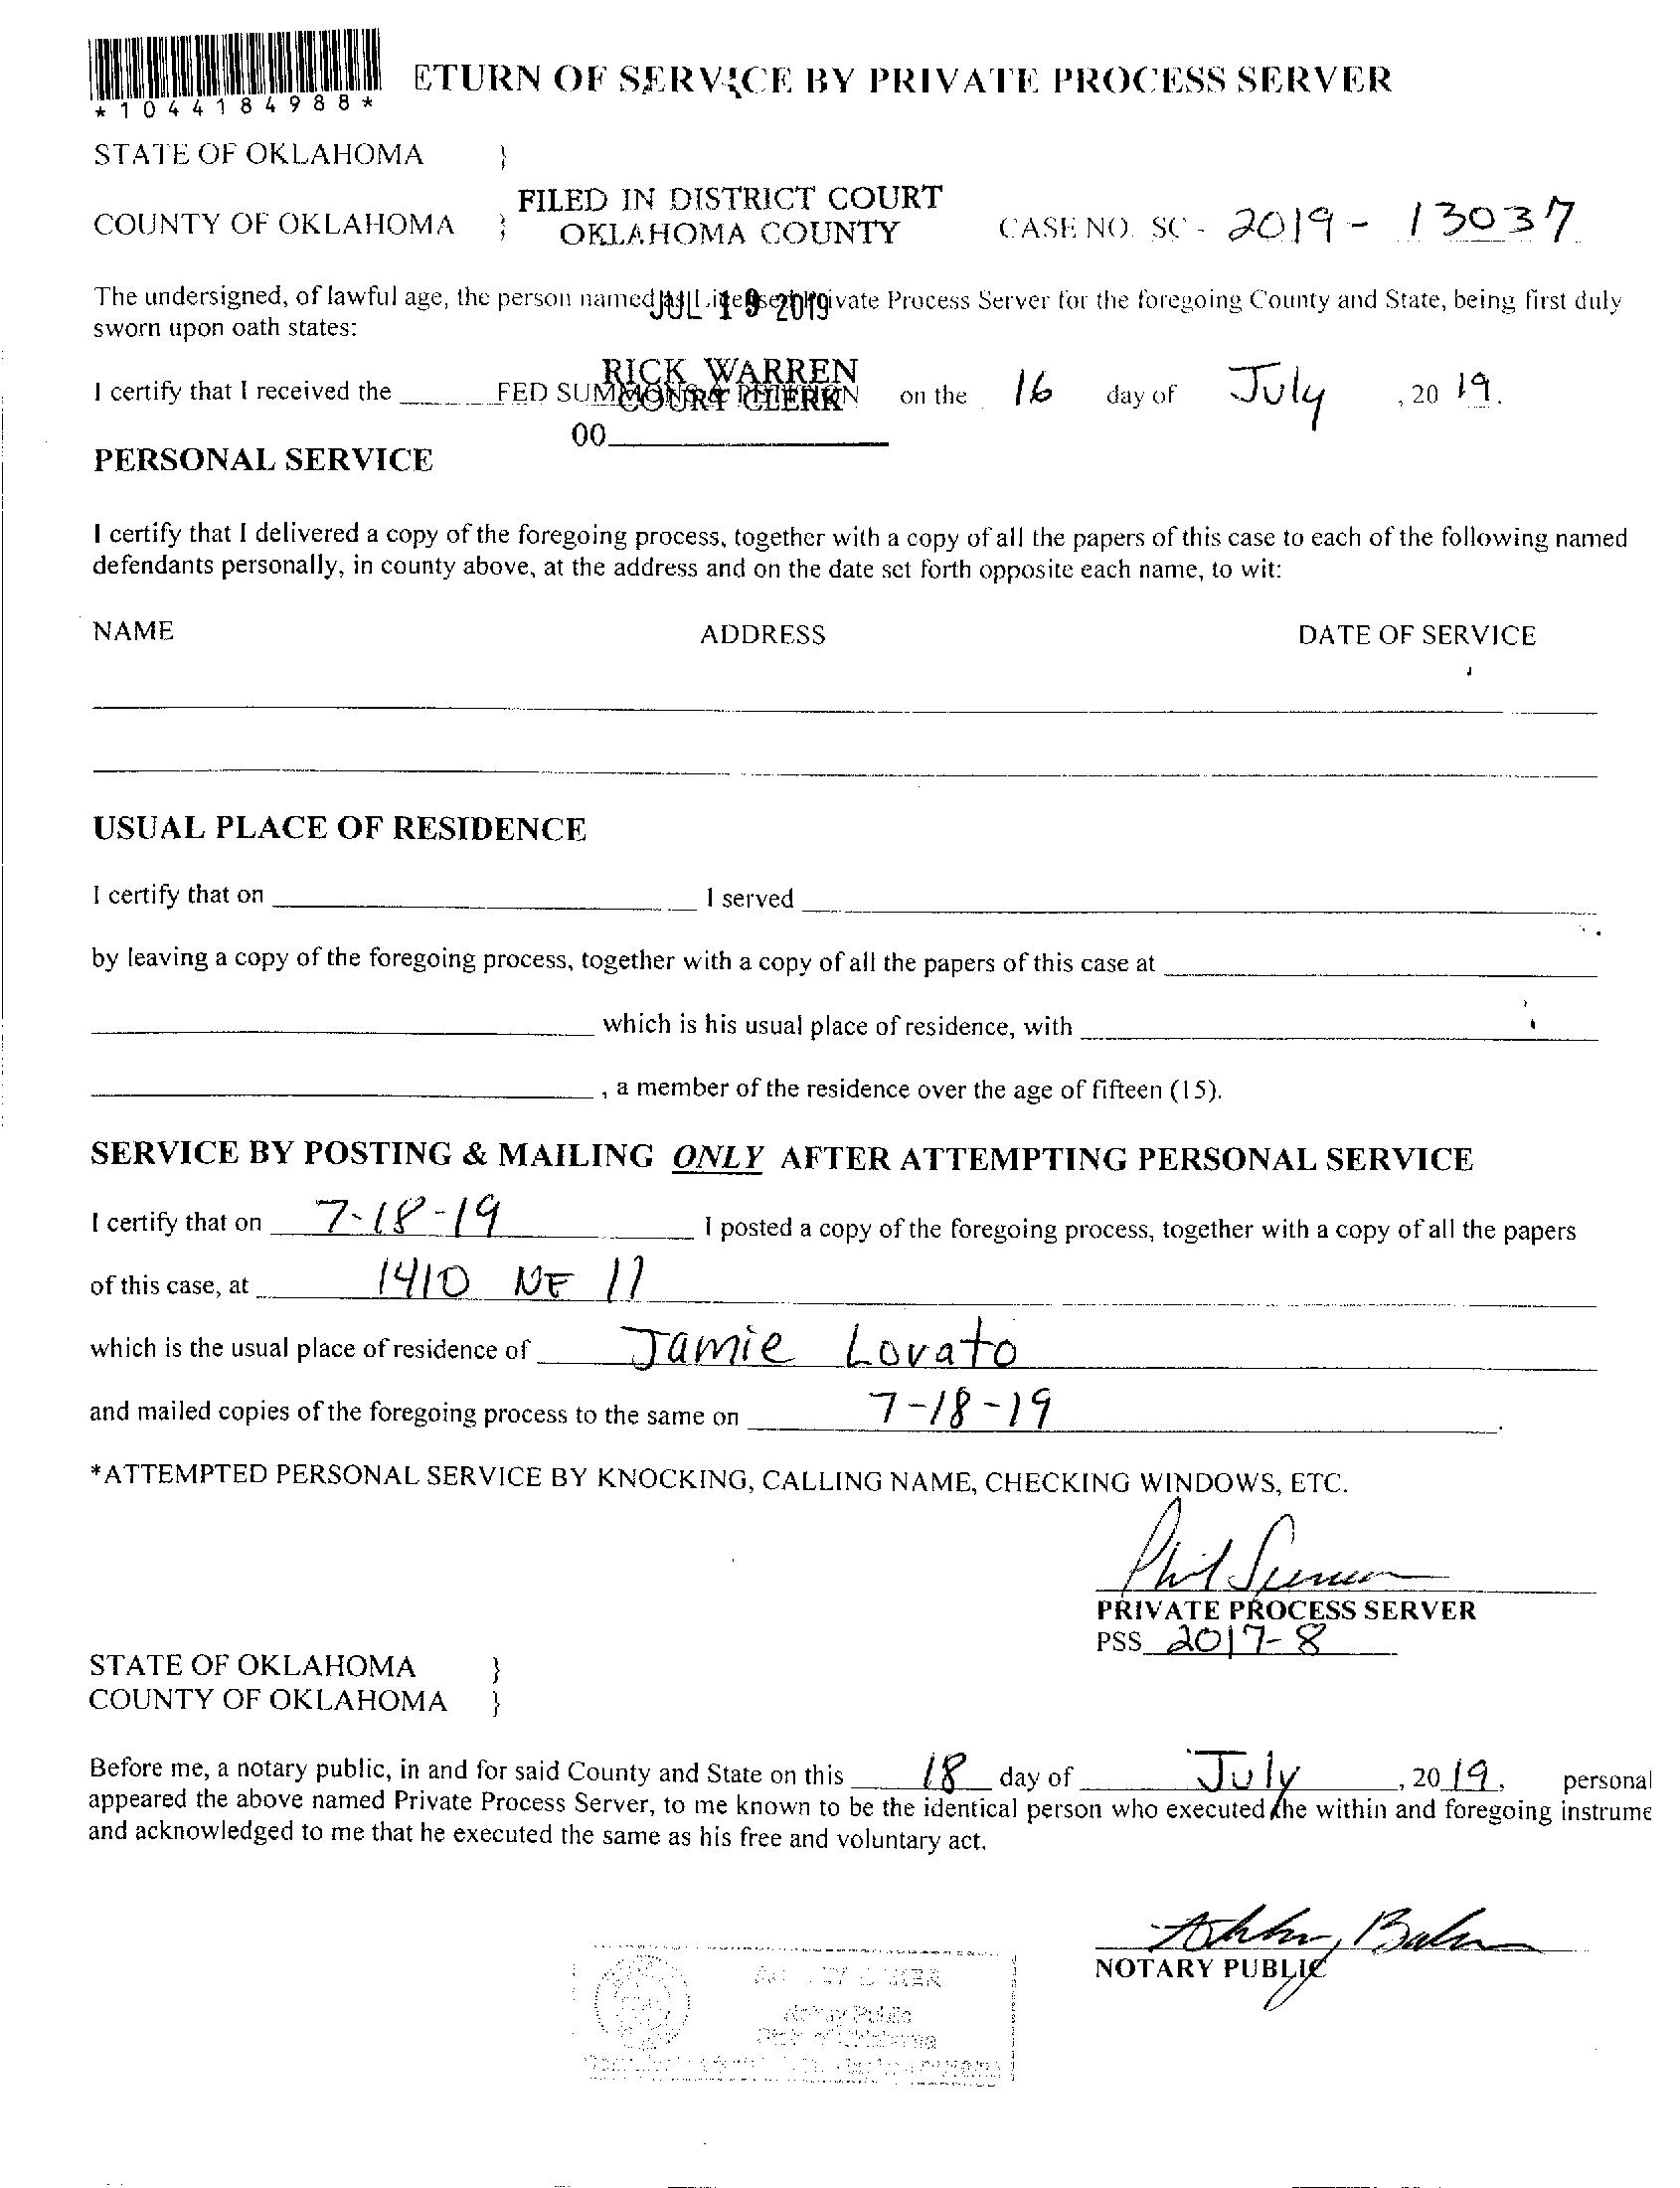 *1044184988*
ETURN OF SERVICE BY PRIVATE PROCESS SERVER
STATE OF OKLAHOMA }
FILED IN DISTRICT COURT
COUNTY OF OKLAHOMA } OKLAHOMA COUNTY CASE NO. SC - 2019 - 13037
The undersigned, of lawful age, the person named as License Private Process Server for the foregoing County and State, being first duly
JUL 19 2019
sworn upon oath states:
RICK WARREN
COURT CLERK
I certify that I received the FED SUMMONS & PETITION on the 16 day of July, 2019.
00
PERSONAL SERVICE
I certify that I delivered a copy of the foregoing process, together with a copy of all the papers of this case to each of the following named
defendants personally, in county above, at the address and on the date set forth opposite each name, to wit:
NAME ADDRESS DATE OF SERVICE
USUAL PLACE OF RESIDENCE
I certify that on I served
by leaving a copy of the foregoing process, together with a copy of all the papers of this case at
which is his usual place of residence, with
, a member of the residence over the age of fifteen (15).
SERVICE BY POSTING & MAILING ONLY AFTER ATTEMPTING PERSONAL SERVICE
I certify that on 7-18-19 I posted a copy of the foregoing process, together with a copy of all the papers
of this case, at 1410 NE 11
which is the usual place of residence of Jamie Lovato
and mailed copies of the foregoing process to the same on 7-18-19.
*ATTEMPTED PERSONAL SERVICE BY KNOCKING, CALLING NAME, CHECKING WINDOWS, ETC.
Phil
PRIVATE PROCESS SERVER
PSS 2017-8
STATE OF OKLAHOMA }
COUNTY OF OKLAHOMA }
Before me, a notary public, in and for said County and State on this 18 day of July, 2019, personal
appeared the above named Private Process Server, to me known to be the identical person who executed the within and foregoing instrume
and acknowledged to me that he executed the same as his free and voluntary act.
NOTARY PUBLIC
Notary Public
State of Oklahoma